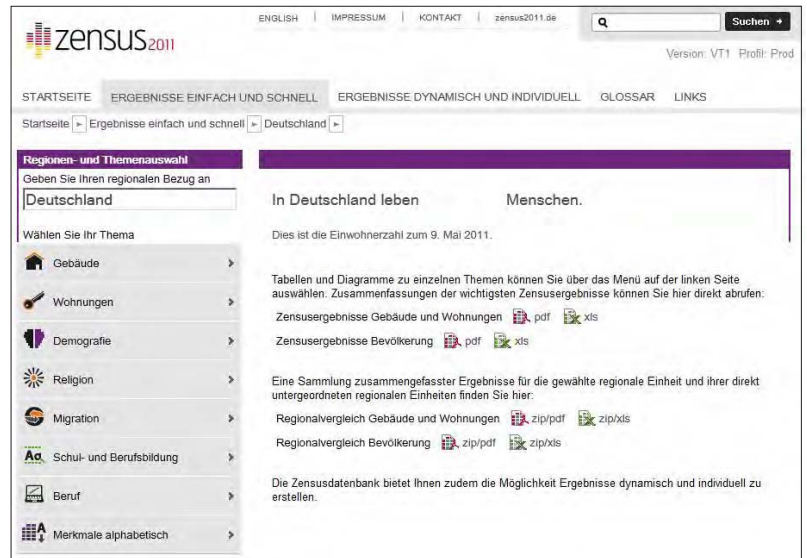 zensus2011
ENGLISH | IMPRESSUM | KONTAKT | zensus2011.de
Suchen
Version: VT1 Profil: Prod
STARTSEITE ERGEBNISSE EINFACH UND SCHNELL ERGEBNISSE DYNAMISCH UND INDIVIDUELL GLOSSAR LINKS
Startseite Ergebnisse einfach und schnell Deutschland
Regionen- und Themenauswahl
Geben Sie Ihren regionalen Bezug an
Deutschland
Wählen Sie Ihr Thema
Gebäude
Wohnungen
Demografie
Religion
Migration
Schul- und Berufsbildung
Beruf
Merkmale alphabetisch
In Deutschland leben Menschen.
Dies ist die Einwohnerzahl zum 9. Mai 2011.
Tabellen und Diagramme zu einzelnen Themen können Sie über das Menü auf der linken Seite
auswählen. Zusammenfassungen der wichtigsten Zensusergebnisse können Sie hier direkt abrufen:
Zensusergebnisse Gebäude und Wohnungen pdf xls
Zensusergebnisse Bevölkerung pdf xls
Eine Sammlung zusammengefasster Ergebnisse für die gewählte regionale Einheit und ihrer direkt
untergeordneten regionalen Einheiten finden Sie hier:
Regionalvergleich Gebäude und Wohnungen zip/pdf zip/xls
Regionalvergleich Bevölkerung zip/pdf zip/xls
Die Zensusdatenbank bietet Ihnen zudem die Möglichkeit Ergebnisse dynamisch und individuell zu
erstellen.